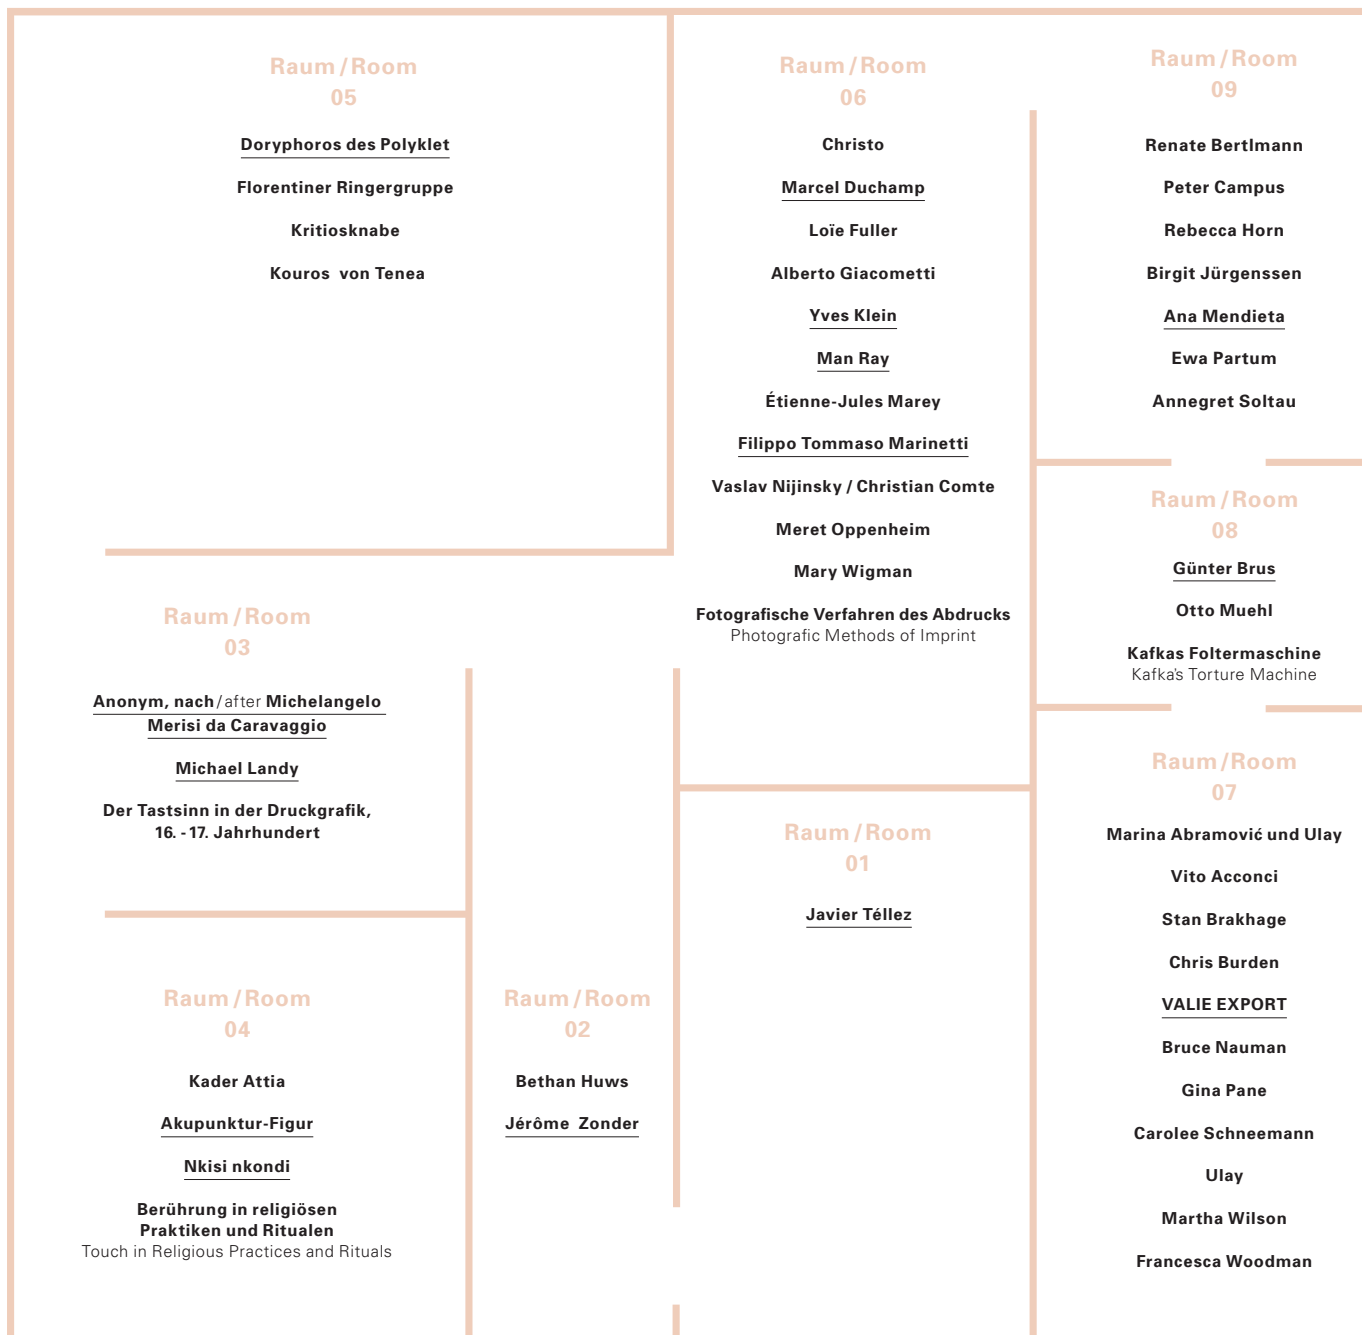 Raum / Room
05
Doryphoros des Polyklet
Florentiner Ringergruppe
Kritiosknabe
Kouros von Tenea
Raum / Room
06
Christo
Marcel Duchamp
Loïe Fuller
Alberto Giacometti
Yves Klein
Man Ray
Étienne-Jules Marey
Filippo Tommaso Marinetti
Vaslav Nijinsky / Christian Comte
Meret Oppenheim
Mary Wigman
Fotografische Verfahren des Abdrucks
Photografic Methods of Imprint
Raum / Room
09
Renate Bertlmann
Peter Campus
Rebecca Horn
Birgit Jürgenssen
Ana Mendieta
Ewa Partum
Annegret Soltau
Raum / Room
08
Günter Brus
Otto Muehl
Kafkas Foltermaschine
Kafka's Torture Machine
Raum / Room
03
Anonym, nach / after Michelangelo
Merisi da Caravaggio
Michael Landy
Der Tastsinn in der Druckgrafik,
16. - 17. Jahrhundert
Raum / Room
07
Marina Abramović und Ulay
Vito Acconci
Stan Brakhage
Chris Burden
VALIE EXPORT
Bruce Nauman
Gina Pane
Carolee Schneemann
Ulay
Martha Wilson
Francesca Woodman
Raum / Room
01
Javier Téllez
Raum / Room
04
Kader Attia
Akupunktur-Figur
Nkisi nkondi
Berührung in religiösen
Praktiken und Ritualen
Touch in Religious Practices and Rituals
Raum / Room
02
Bethan Huws
Jérôme Zonder